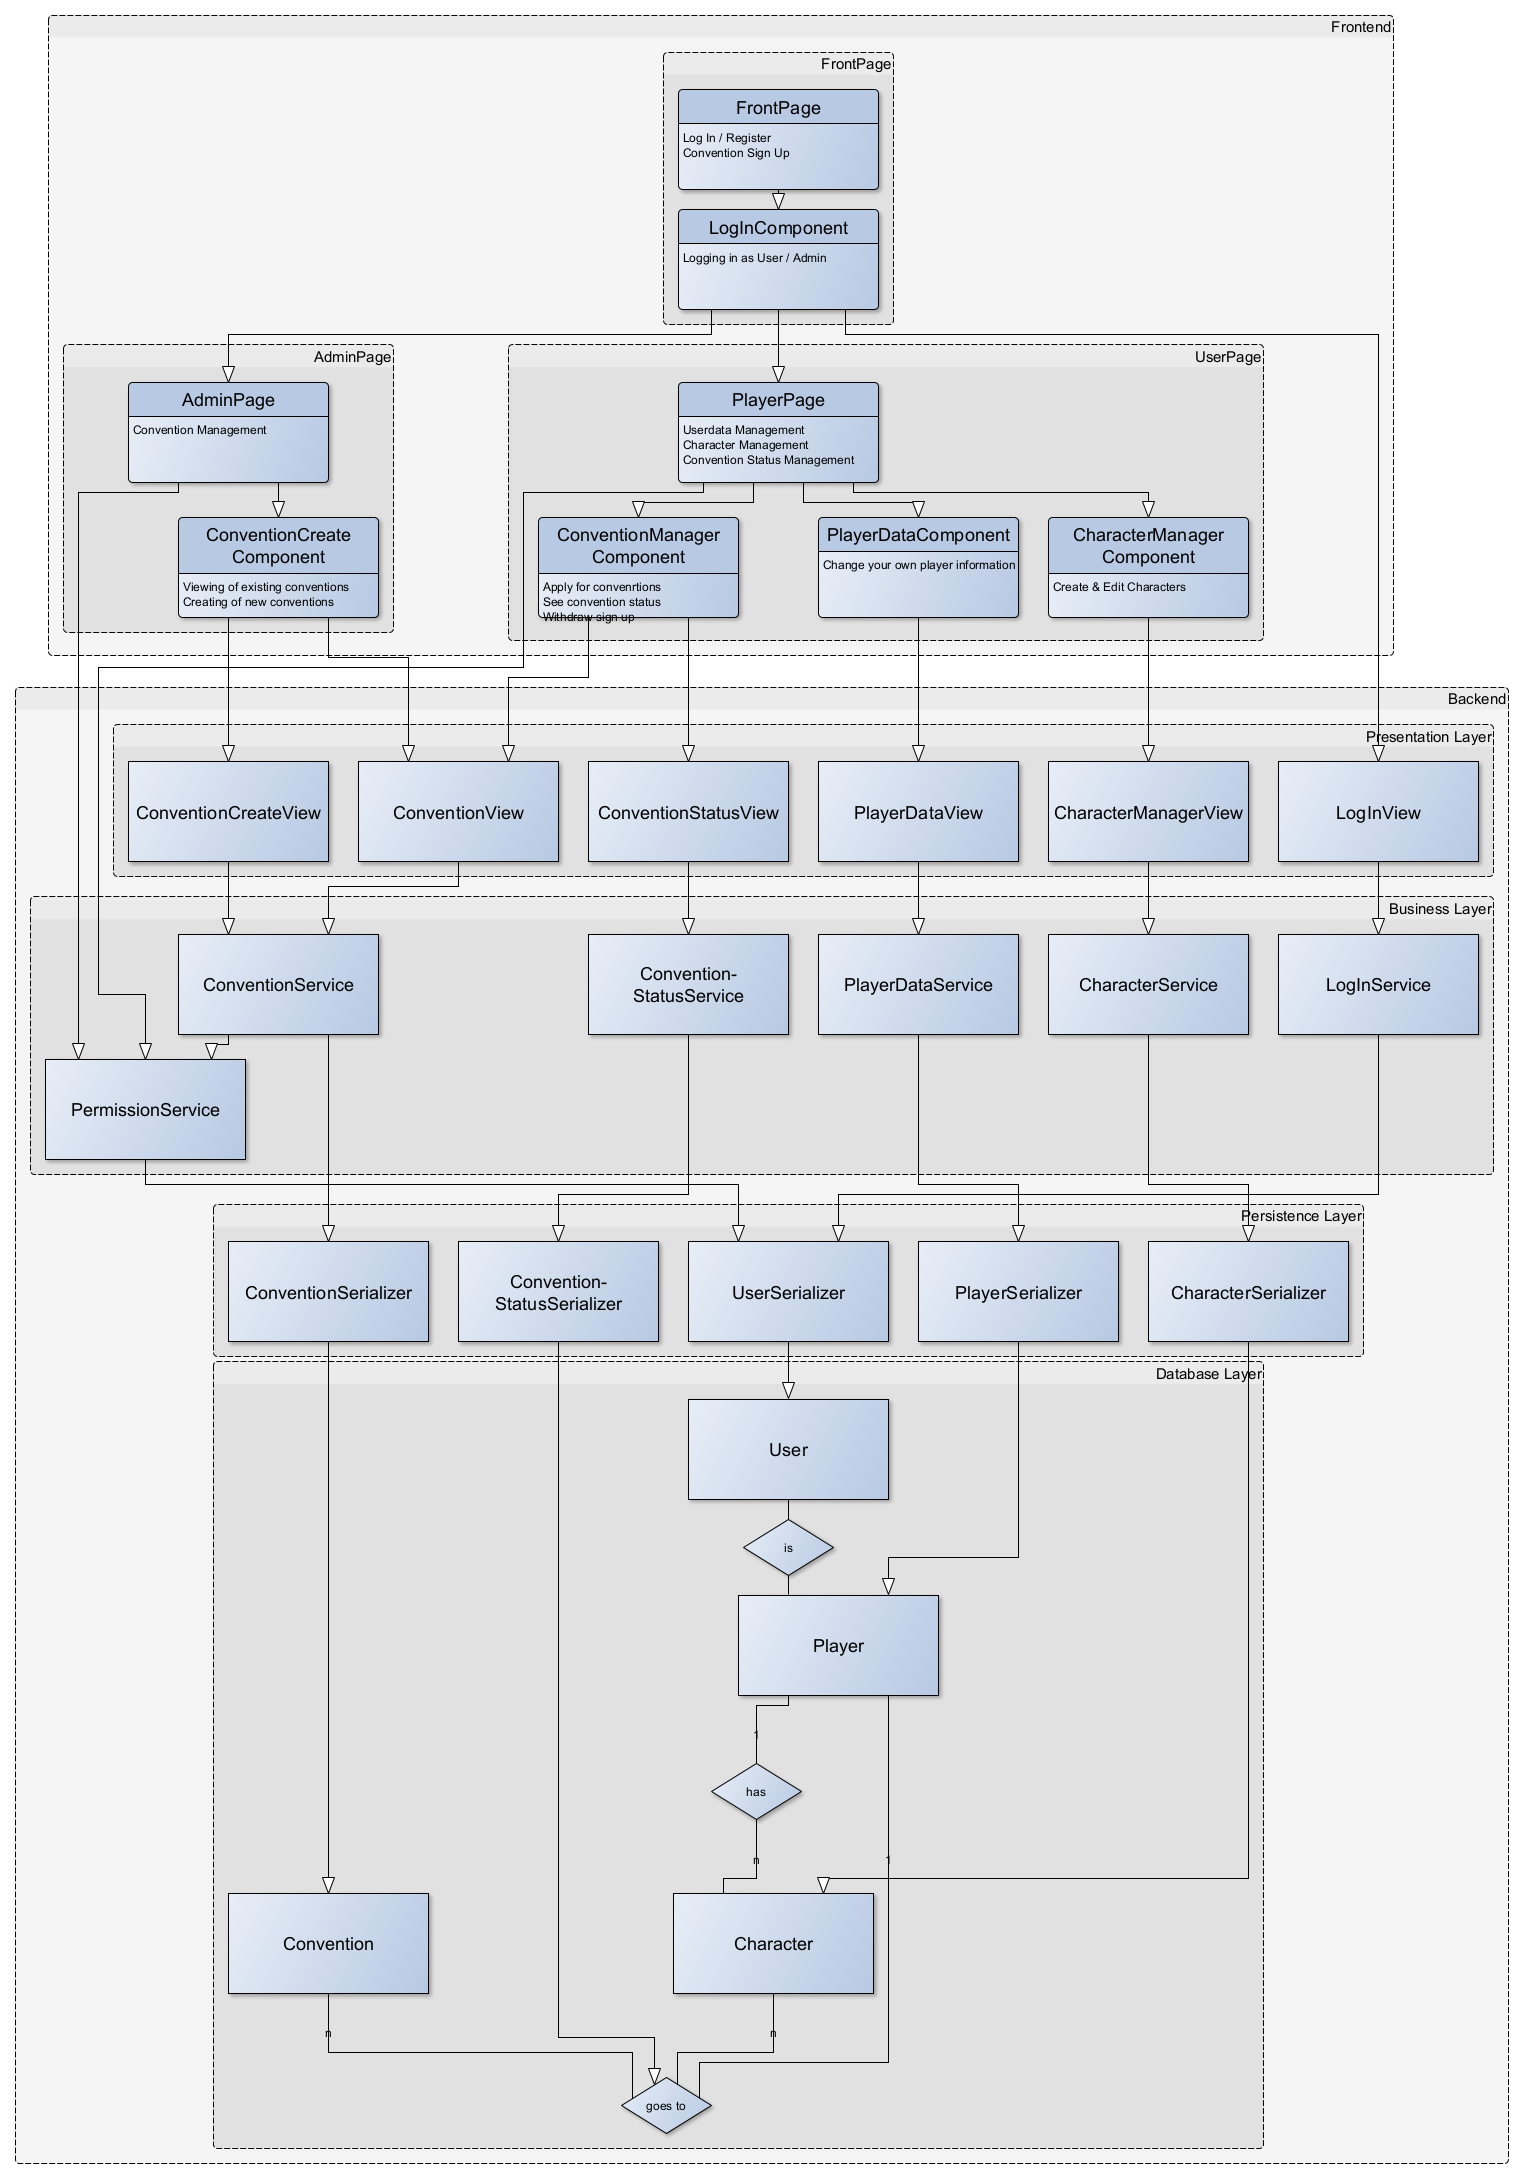 Frontend
FrontPage
FrontPage
Log In / Register
Convention Sign Up
LogInComponent
Logging in as User / Admin
AdminPage
AdminPage
Convention Management
ConventionCreate
Component
Viewing of existing conventions
Creating of new conventions
UserPage
PlayerPage
Userdata Management
Character Management
Convention Status Management
ConventionManager
Component
Apply for convenrtions
See convention status
Withdraw sign up
PlayerDataComponent
Change your own player information
CharacterManager
Component
Create & Edit Characters
Backend
Presentation Layer
ConventionCreateView
ConventionView
ConventionStatusView
PlayerDataView
CharacterManagerView
LogInView
Business Layer
ConventionService
Convention-
StatusService
PlayerDataService
CharacterService
LogInService
PermissionService
Persistence Layer
ConventionSerializer
Convention-
StatusSerializer
UserSerializer
PlayerSerializer
CharacterSerializer
Database Layer
User
is
Player
1
has
n
1
Convention
Character
n
n
goes to